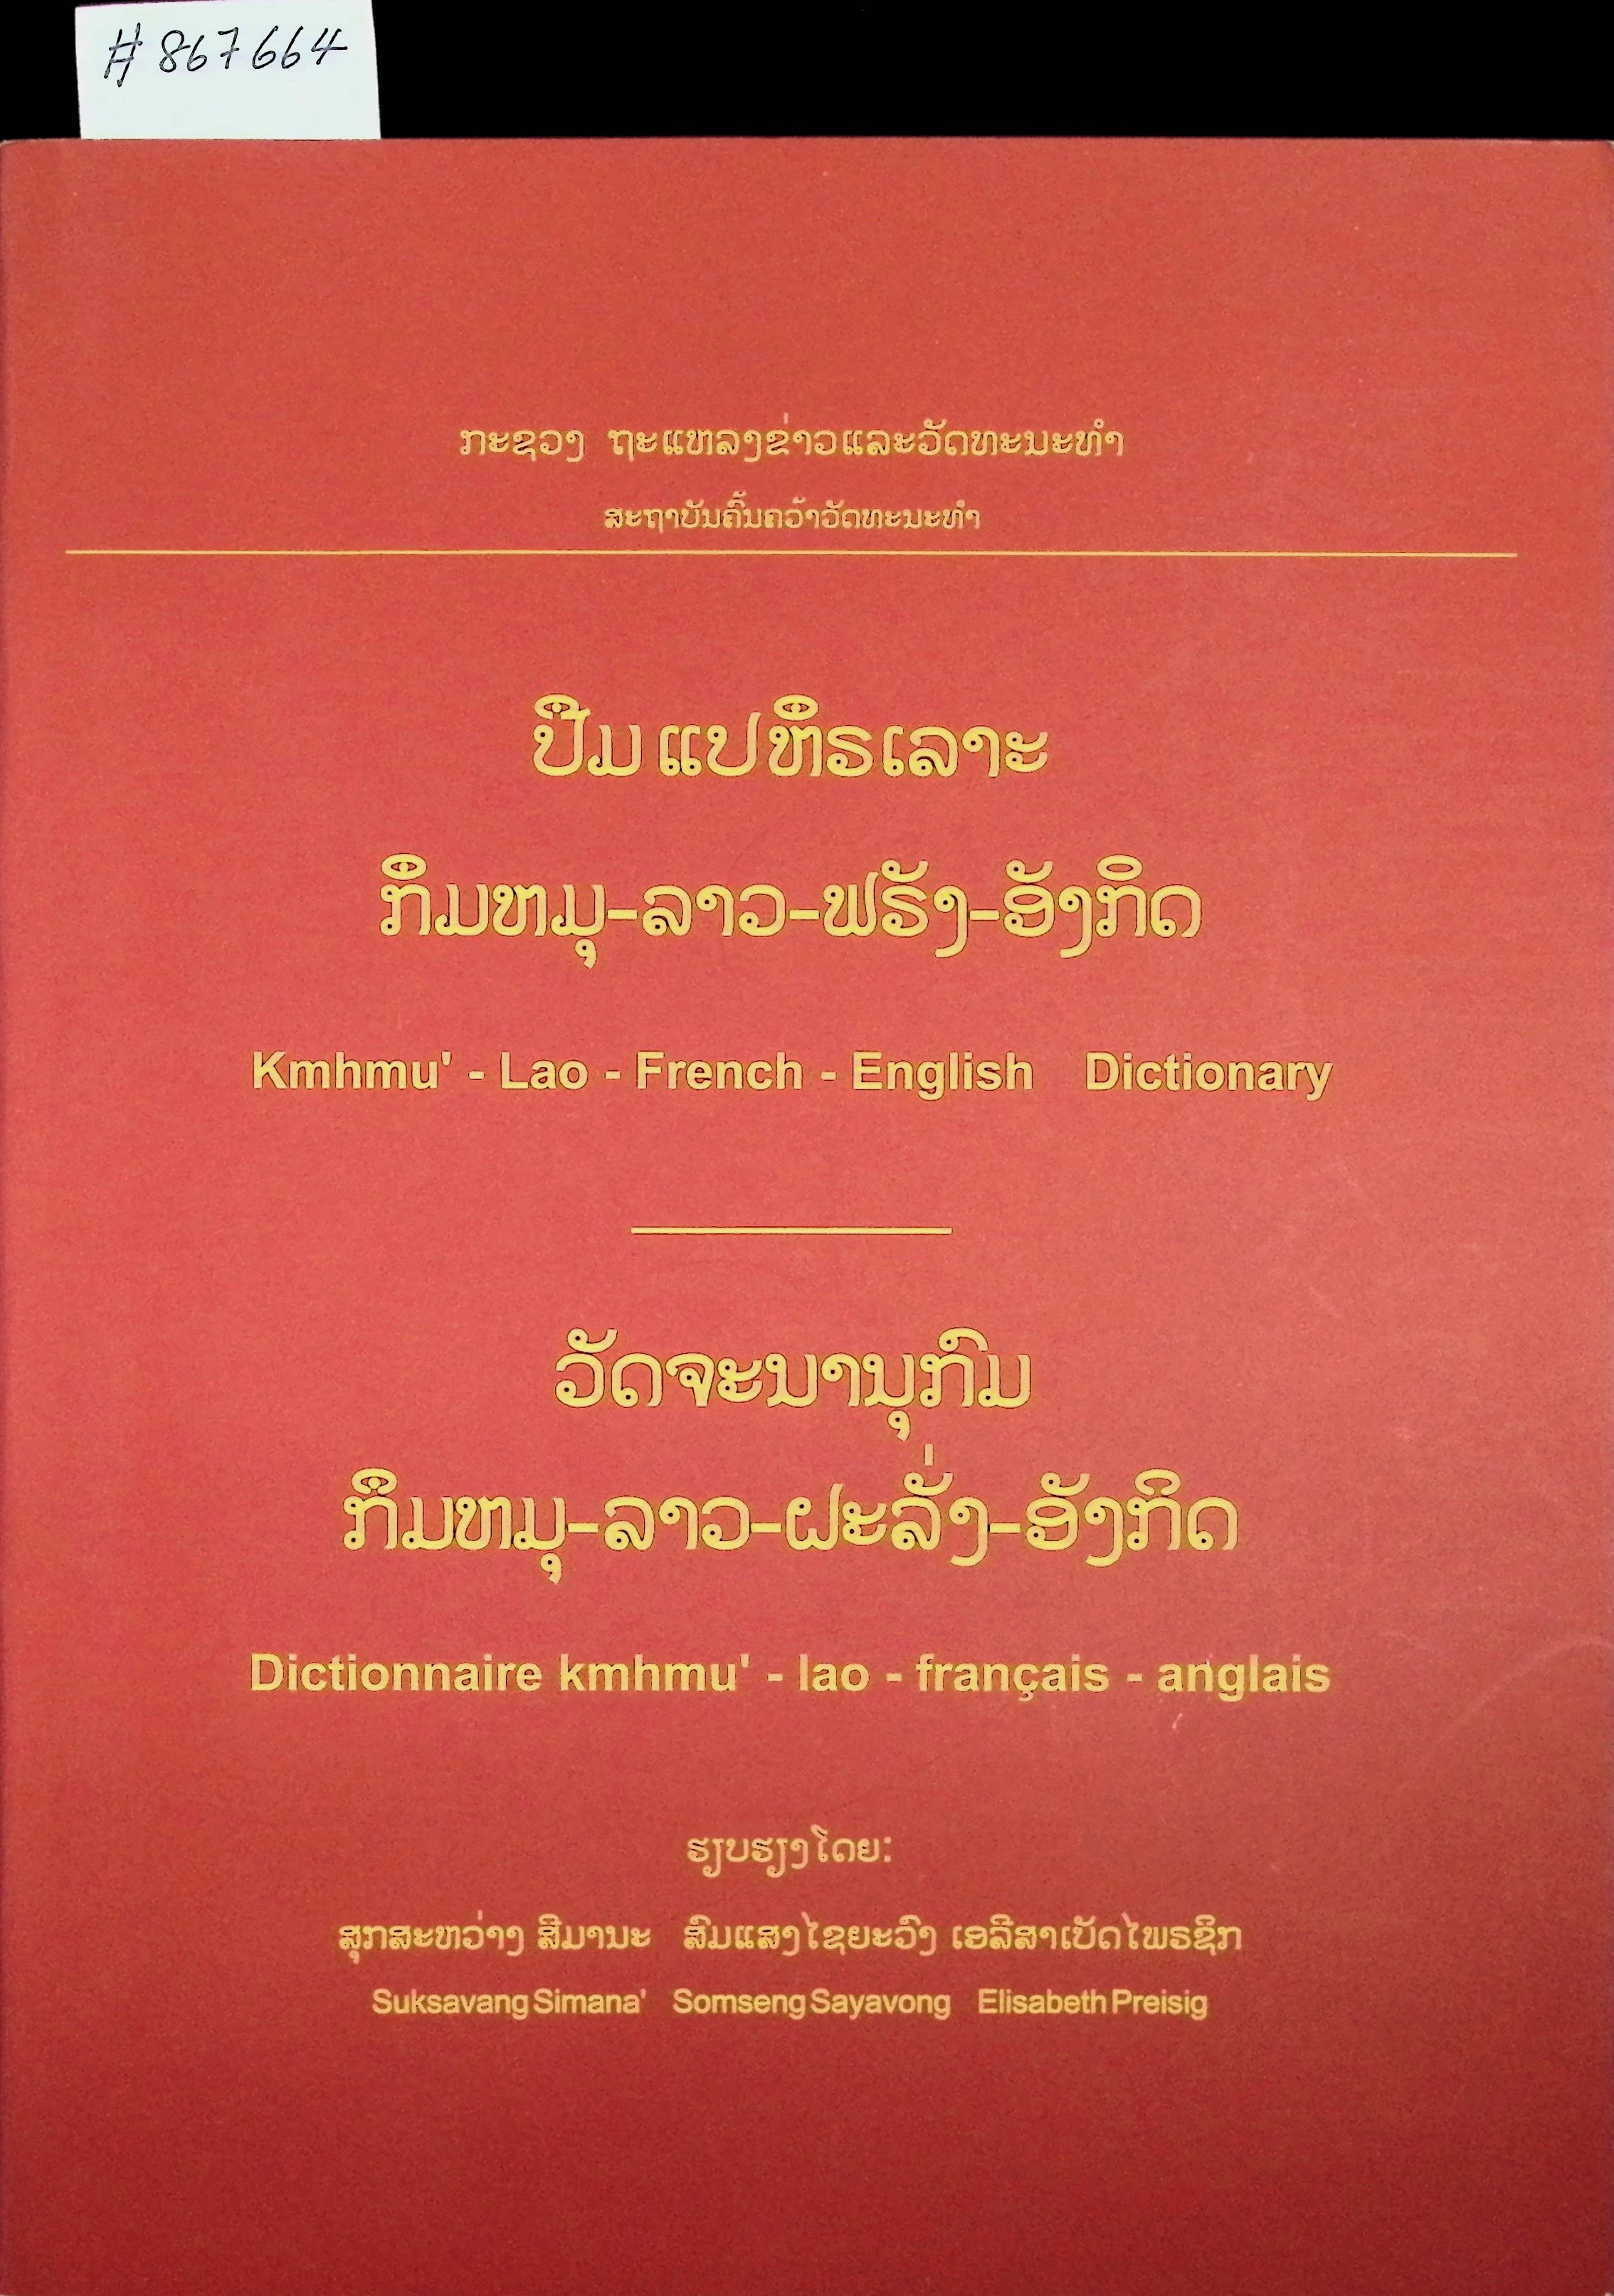 #867664
ກະຊວງ ຖະແຫລງຂ່າວແລະວັດທະນະທຳ
ສະຖາບັນຄົ້ນຄວ້າວັດທະນະທຳ
ປຶມ ແປ ຫຶຣ ເລາະ
ກຶມຫມຸ-ລາວ-ຟຣັງ-ອັງກິດ
Kmhmu' - Lao - French - English Dictionary
ວັດຈະນານຸກົມ
ກຶມຫມຸ-ລາວ-ຝະລັ່ງ-ອັງກິດ
Dictionnaire kmhmu' - lao - français - anglais
ຮຽບຮຽງໂດຍ:
ສຸກສະຫວ່າງ ສີມານະ ສົມແສງ ໄຊຍະວົງ ເອລີສາເບັດ ໄພຣຊິກ
Suksavang Simana' Somseng Sayavong Elisabeth Preisig